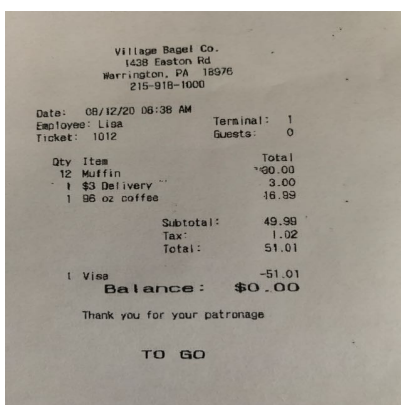 Village Bagel Co.
1438 Easton Rd
Warrington, PA 18976
215-918-1000
Date: 08/12/20 08:38 AM
Employee: Lisa Terminal: 1
Ticket: 1012 Guests: 0
Qty Item Total
12 Muffin 30.00
1 $3 Delivery 3.00
1 96 oz coffee 16.99
Subtotal: 49.99
Tax: 1.02
Total: 51.01
1 Visa -51.01
Balance: $0.00
Thank you for your patronage
TO GO